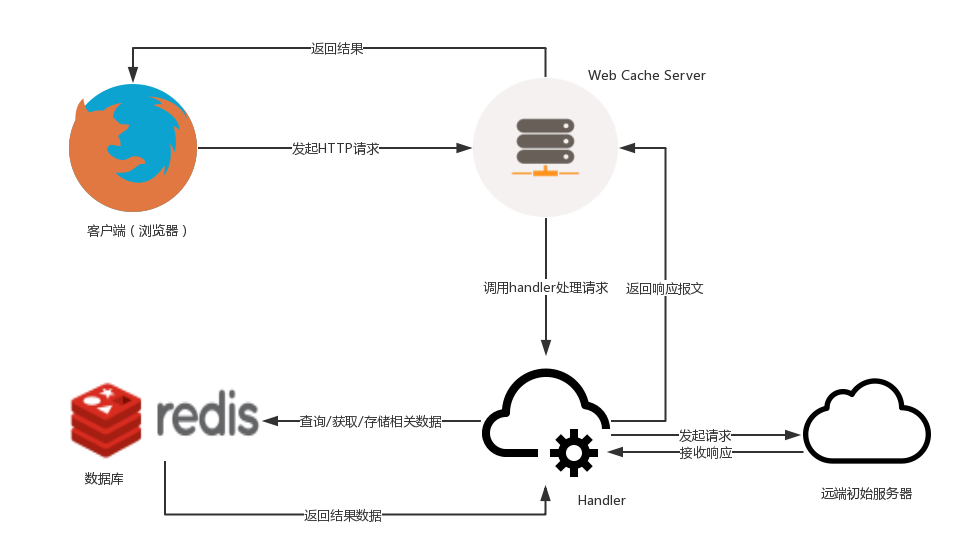 返回结果
Web Cache Server
发起HTTP请求
客户端（浏览器）
调用handler处理请求
返回响应报文
redis
查询/获取/存储相关数据
发起请求
接收响应
数据库
Handler
远端初始服务器
返回结果数据